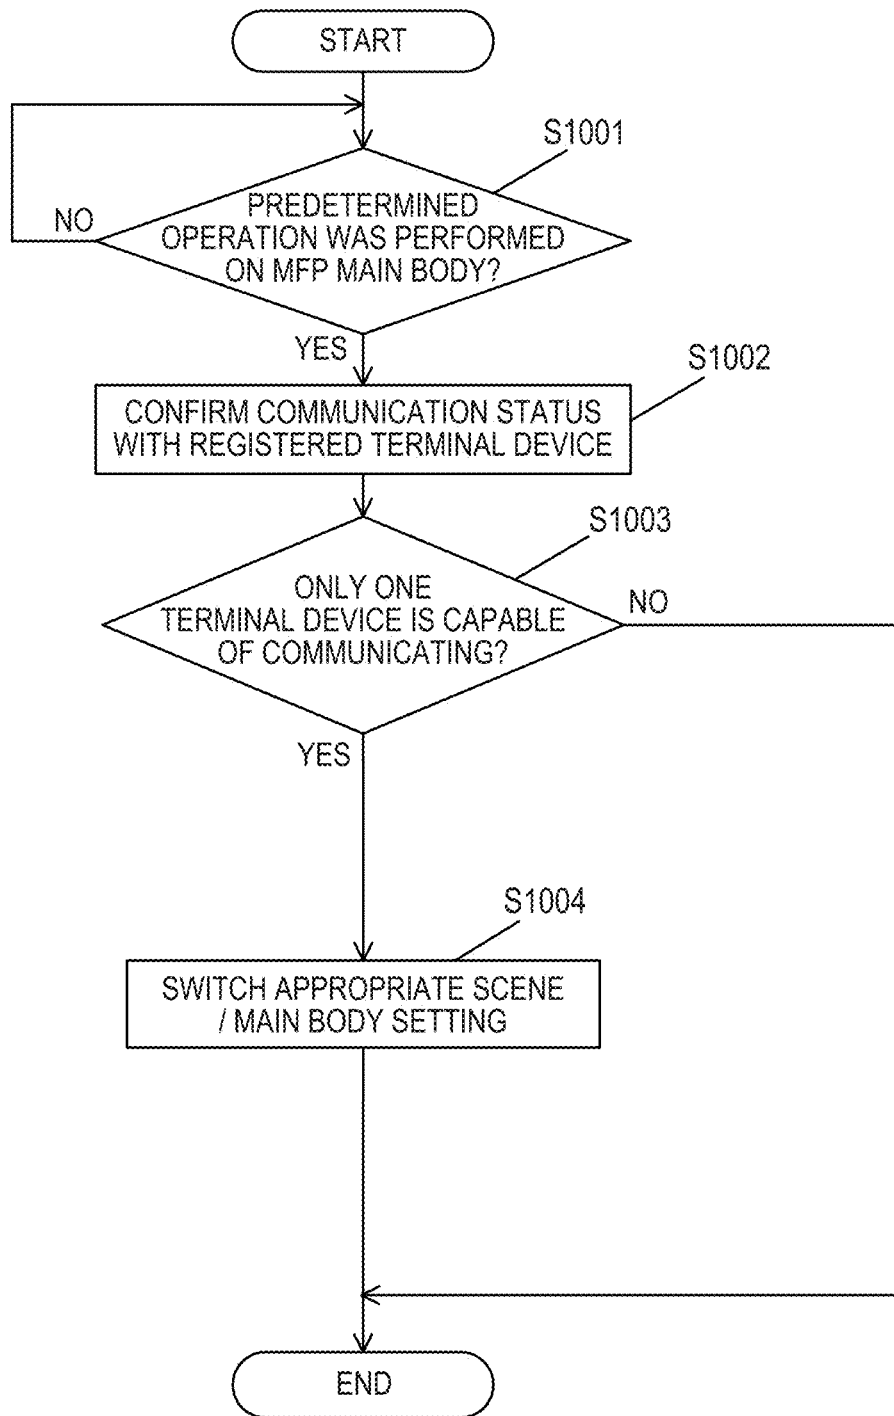 START
S1001
PREDETERMINED
OPERATION WAS PERFORMED
ON MFP MAIN BODY?
NO
YES
S1002
CONFIRM COMMUNICATION STATUS
WITH REGISTERED TERMINAL DEVICE
S1003
ONLY ONE
TERMINAL DEVICE IS CAPABLE
OF COMMUNICATING?
NO
YES
S1004
SWITCH APPROPRIATE SCENE
/ MAIN BODY SETTING
END